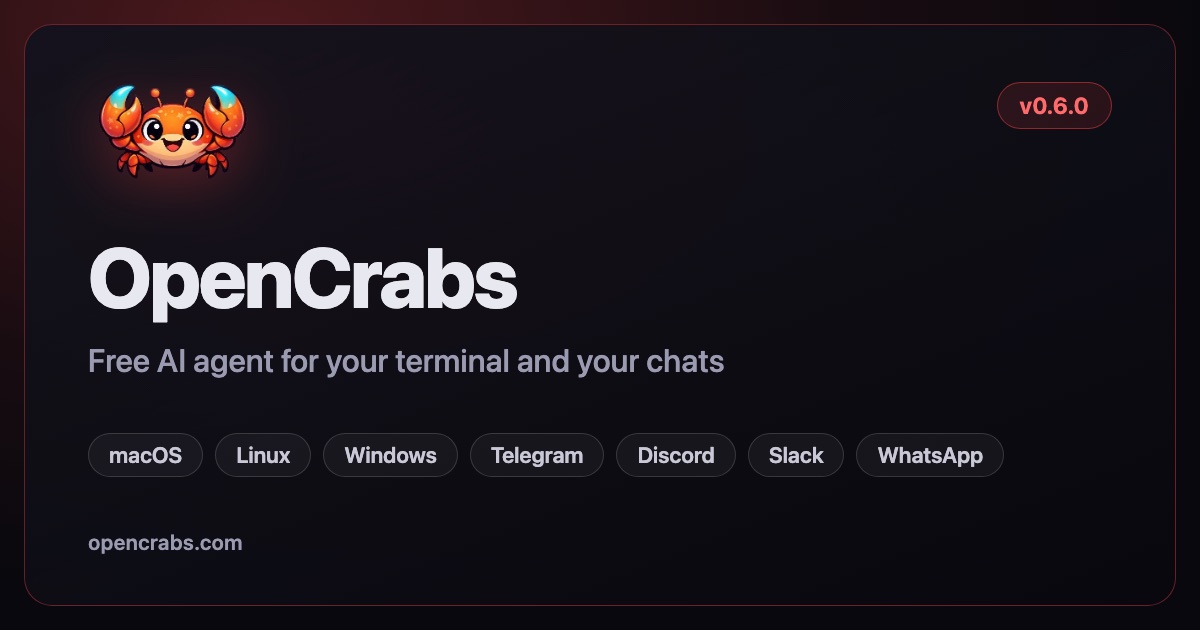 v0.6.0
OpenCrabs
Free AI agent for your terminal and your chats
macOS Linux Windows Telegram Discord Slack WhatsApp
opencrabs.com